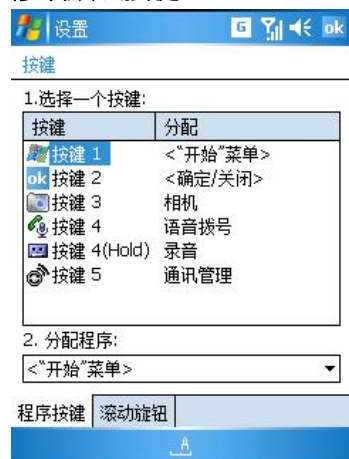 设置 G ok
按键
1.选择一个按键:
按键 分配
按键 1 <“开始”菜单>
ok 按键 2 <确定/关闭>
按键 3 相机
按键 4 语音拨号
按键 4(Hold) 录音
按键 5 通讯管理
2. 分配程序:
<“开始”菜单>
程序按键 滚动旋钮